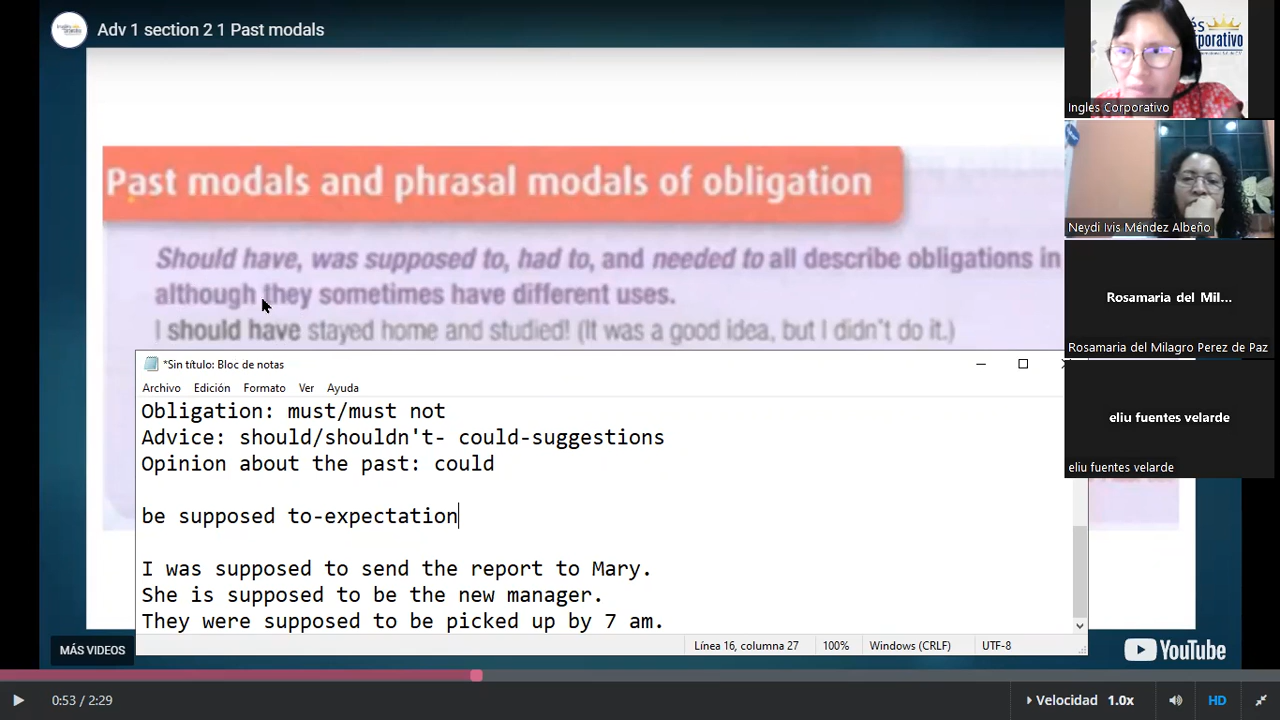 Adv 1 section 2 1 Past modals
Past modals and phrasal modals of obligation
Should have, was supposed to, had to, and needed to all describe obligations in
although they sometimes have different uses.
I should have stayed home and studied! (It was a good idea, but I didn't do it.)
*Sin título: Bloc de notas
Archivo Edición Formato Ver Ayuda
Obligation: must/must not
Advice: should/shouldn't- could-suggestions
Opinion about the past: could
be supposed to-expectation
I was supposed to send the report to Mary.
She is supposed to be the new manager.
They were supposed to be picked up by 7 am.
Línea 16, columna 27 100% Windows (CRLF) UTF-8
MÁS VIDEOS
YouTube
0:53 / 2:29
Velocidad 1.0x
HD
Ingles Corporativo
Neydi Ivis Méndez Albeño
Rosamaria del Mil...
Rosamaria del Milagro Perez de Paz
eliu fuentes velarde
eliu fuentes velarde